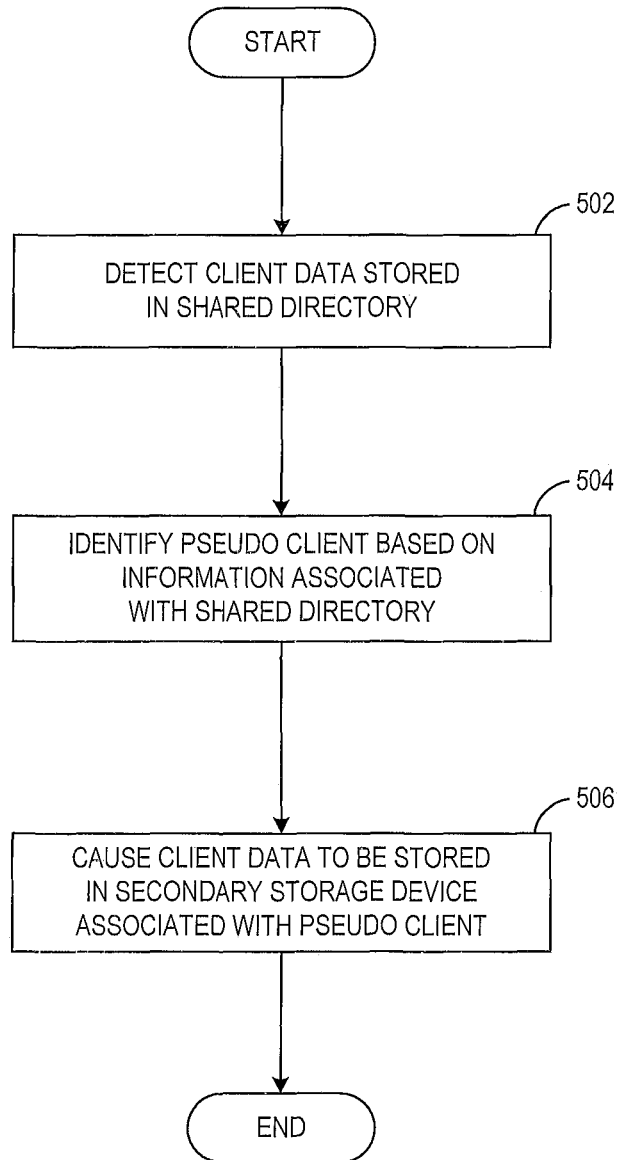 START
502
DETECT CLIENT DATA STORED
IN SHARED DIRECTORY
504
IDENTIFY PSEUDO CLIENT BASED ON
INFORMATION ASSOCIATED
WITH SHARED DIRECTORY
506
CAUSE CLIENT DATA TO BE STORED
IN SECONDARY STORAGE DEVICE
ASSOCIATED WITH PSEUDO CLIENT
END